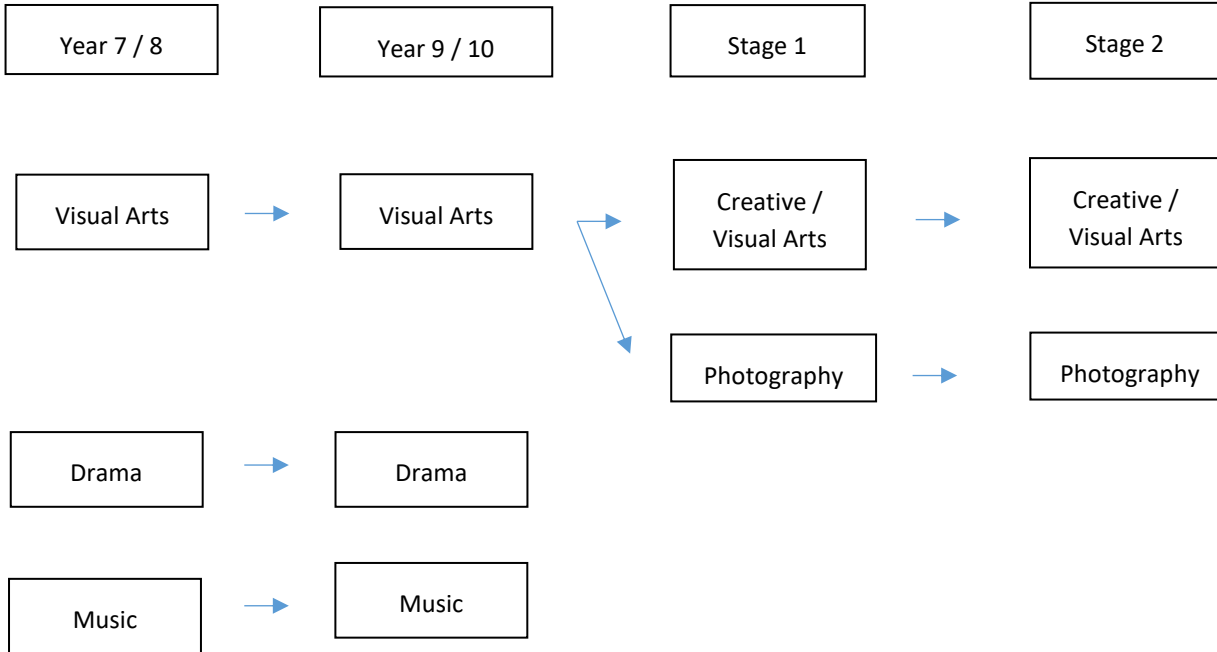 Year 7 / 8
Year 9 / 10
Stage 1
Stage 2
Visual Arts
Visual Arts
Creative /
Visual Arts
Creative /
Visual Arts
Photography
Photography
Drama
Drama
Music
Music